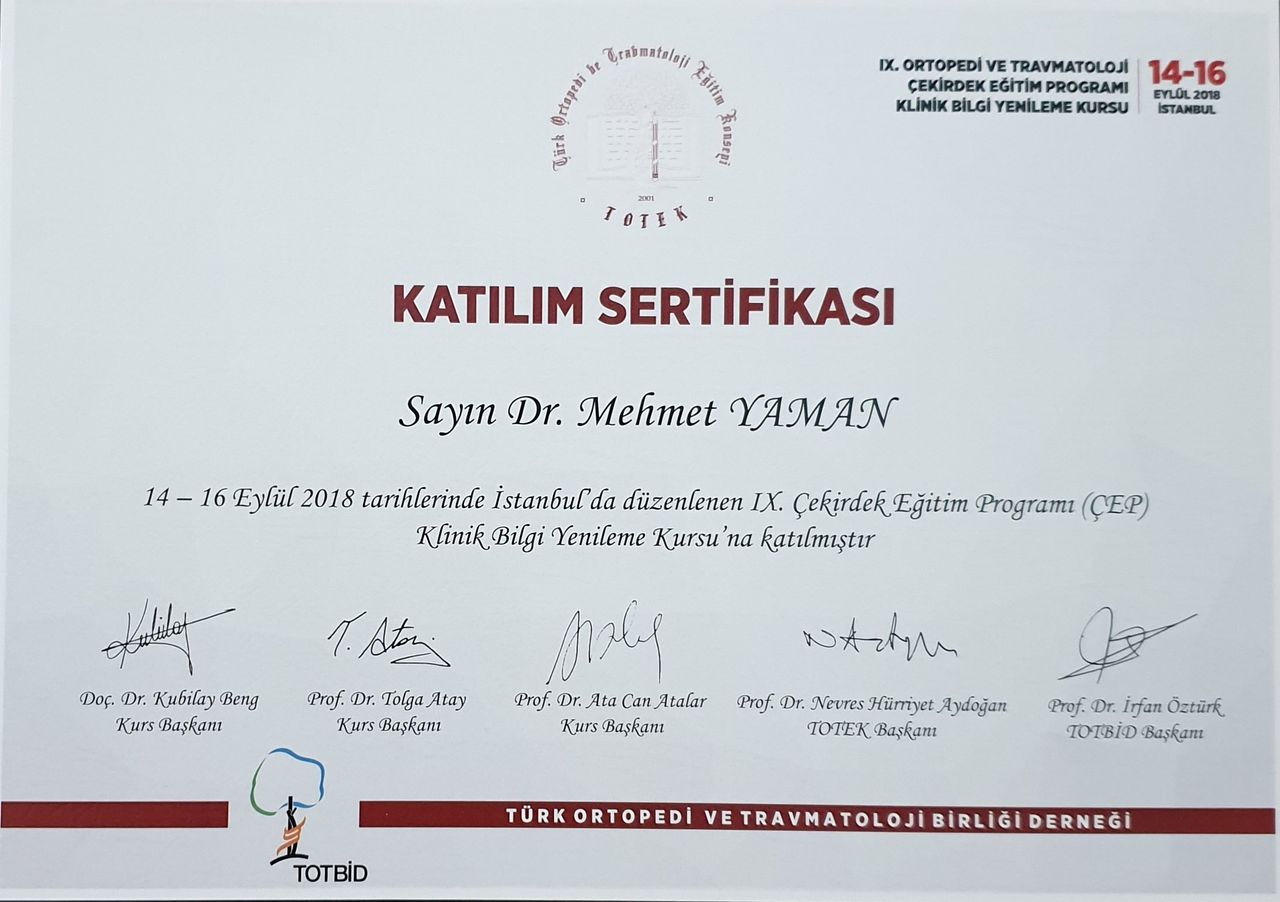 Türk Ortopedi ve Travmatoloji Eğitim Konseyi
2001
TOTEK
IX. ORTOPEDİ VE TRAVMATOLOJİ
ÇEKİRDEK EĞİTİM PROGRAMI
KLİNİK BİLGİ YENİLEME KURSU
14-16
EYLÜL 2018
İSTANBUL
KATILIM SERTİFİKASI
Sayın Dr. Mehmet YAMAN
14 – 16 Eylül 2018 tarihlerinde İstanbul'da düzenlenen IX. Çekirdek Eğitim Programı (ÇEP)
Klinik Bilgi Yenileme Kursu'na katılmıştır
Kubilay
T. Atay
Doç. Dr. Kubilay Beng
Kurs Başkanı
Prof. Dr. Tolga Atay
Kurs Başkanı
Prof. Dr. Ata Can Atalar
Kurs Başkanı
Prof. Dr. Nevres Hürriyet Aydoğan
TOTEK Başkanı
Prof. Dr. İrfan Öztürk
TOTBİD Başkanı
TÜRK ORTOPEDİ VE TRAVMATOLOJİ BİRLİĞİ DERNEĞİ
TOTBİD